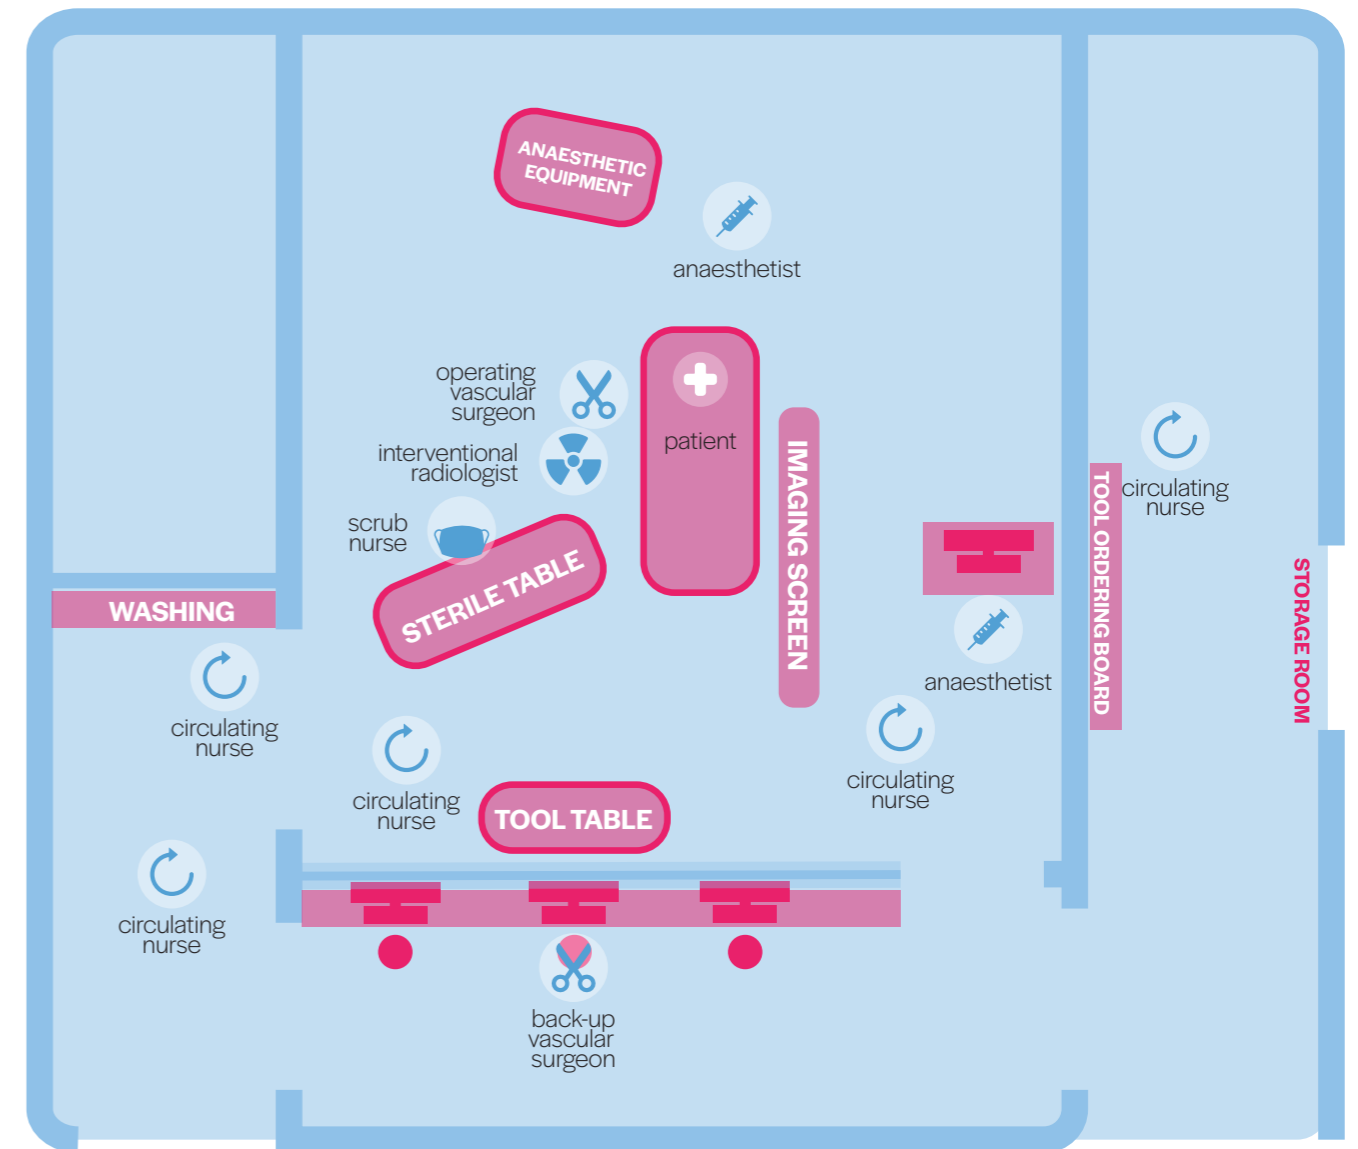 ANAESTHETIC
EQUIPMENT
anaesthetist
operating
vascular
surgeon
interventional
radiologist
scrub
nurse
patient
STERILE TABLE
IMAGING SCREEN
WASHING
circulating
nurse
circulating
nurse
circulating
nurse
TOOL TABLE
anaesthetist
circulating
nurse
TOOL ORDERING BOARD
circulating
nurse
STORAGE ROOM
back-up
vascular
surgeon